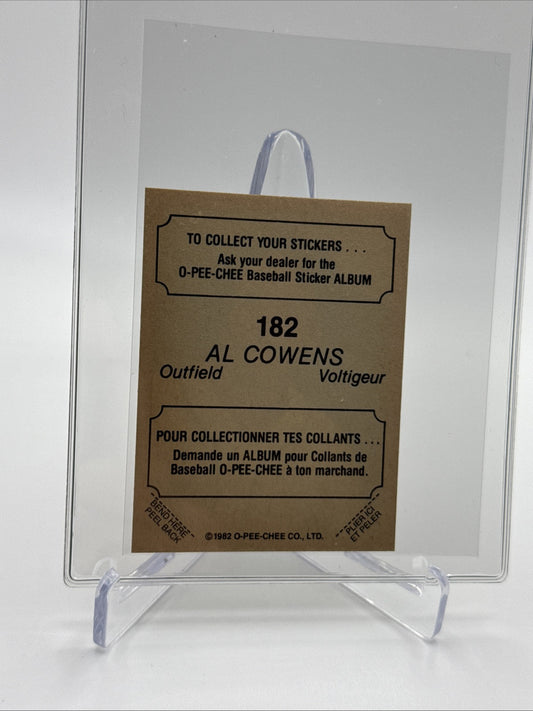 TO COLLECT YOUR STICKERS . . .
Ask your dealer for the
O-PEE-CHEE Baseball Sticker ALBUM
182
AL COWENS
Outfield Voltigeur
POUR COLLECTIONNER TES COLLANTS . . .
Demande un ALBUM pour Collants de
Baseball O-PEE-CHEE à ton marchand.
BEND HERE
PEEL BACK
©1982 O-PEE-CHEE CO., LTD.
PLIER ICI
ET PELER